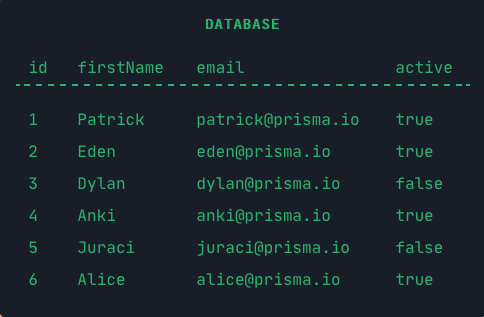 DATABASE
id firstName email active
1 Patrick patrick@prisma.io true
2 Eden eden@prisma.io true
3 Dylan dylan@prisma.io false
4 Anki anki@prisma.io true
5 Juraci juraci@prisma.io false
6 Alice alice@prisma.io true